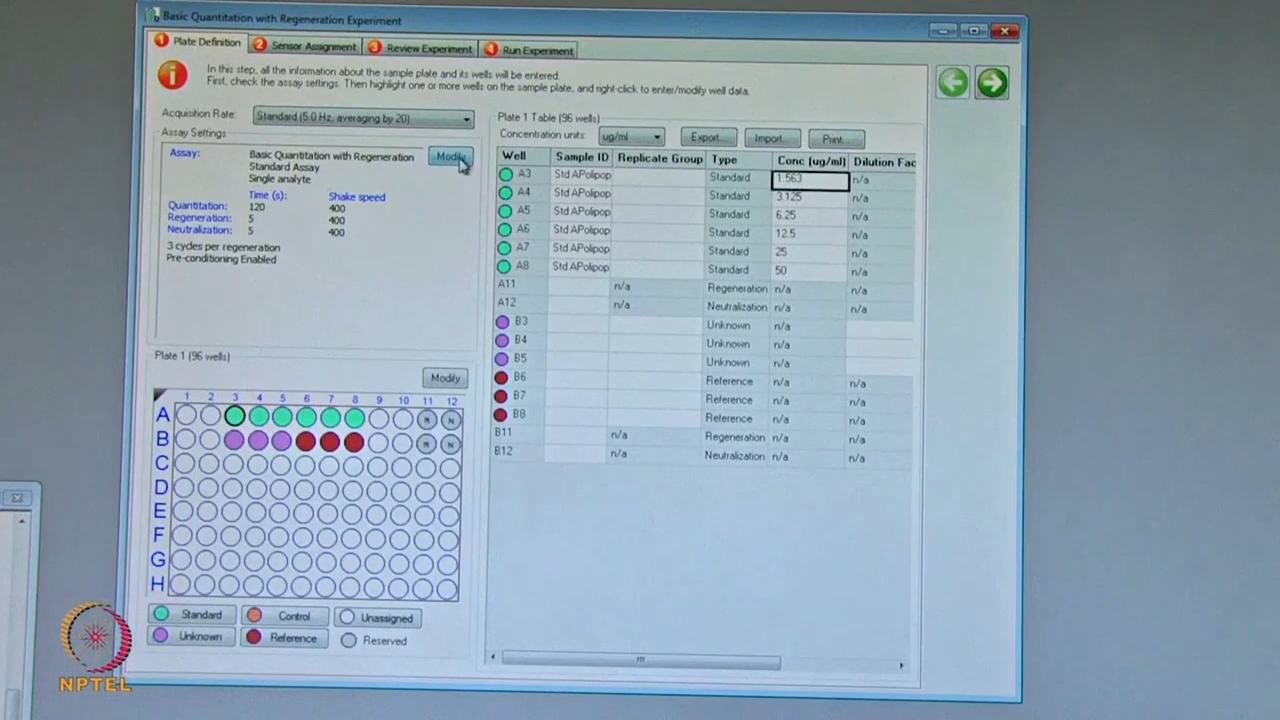 Basic Quantitation with Regeneration Experiment
1 Plate Definition 2 Sensor Assignment 3 Review Experiment 4 Run Experiment
In this step, all the information about the sample plate and its wells will be entered.
First, check the assay settings. Then highlight one or more wells on the sample plate, and right-click to enter/modify well data.
Acquisition Rate: Standard (5.0 Hz, averaging by 20)
Assay Settings
Assay: Basic Quantitation with Regeneration Modify
Standard Assay
Single analyte
Time (s): Shake speed
Quantitation: 120 400
Regeneration: 5 400
Neutralization: 5 400
3 cycles per regeneration
Pre-conditioning Enabled
Plate 1 (96 wells)
Modify
1 2 3 4 5 6 7 8 9 10 11 12
A R N
B R N
C
D
E
F
G
H
Standard Control Unassigned
Unknown Reference Reserved
Plate 1 Table (96 wells)
Concentration units: ug/ml Export... Import... Print...
Well Sample ID Replicate Group Type Conc (ug/ml) Dilution Fac
A3 Std APolipop Standard 1.563 n/a
A4 Std APolipop Standard 3.125 n/a
A5 Std APolipop Standard 6.25 n/a
A6 Std APolipop Standard 12.5 n/a
A7 Std APolipop Standard 25 n/a
A8 Std APolipop Standard 50 n/a
A11 n/a Regeneration n/a n/a
A12 n/a Neutralization n/a n/a
B3 Unknown n/a
B4 Unknown n/a
B5 Unknown n/a
B6 Reference n/a n/a
B7 Reference n/a n/a
B8 Reference n/a n/a
B11 n/a Regeneration n/a n/a
B12 n/a Neutralization n/a n/a
NPTEL